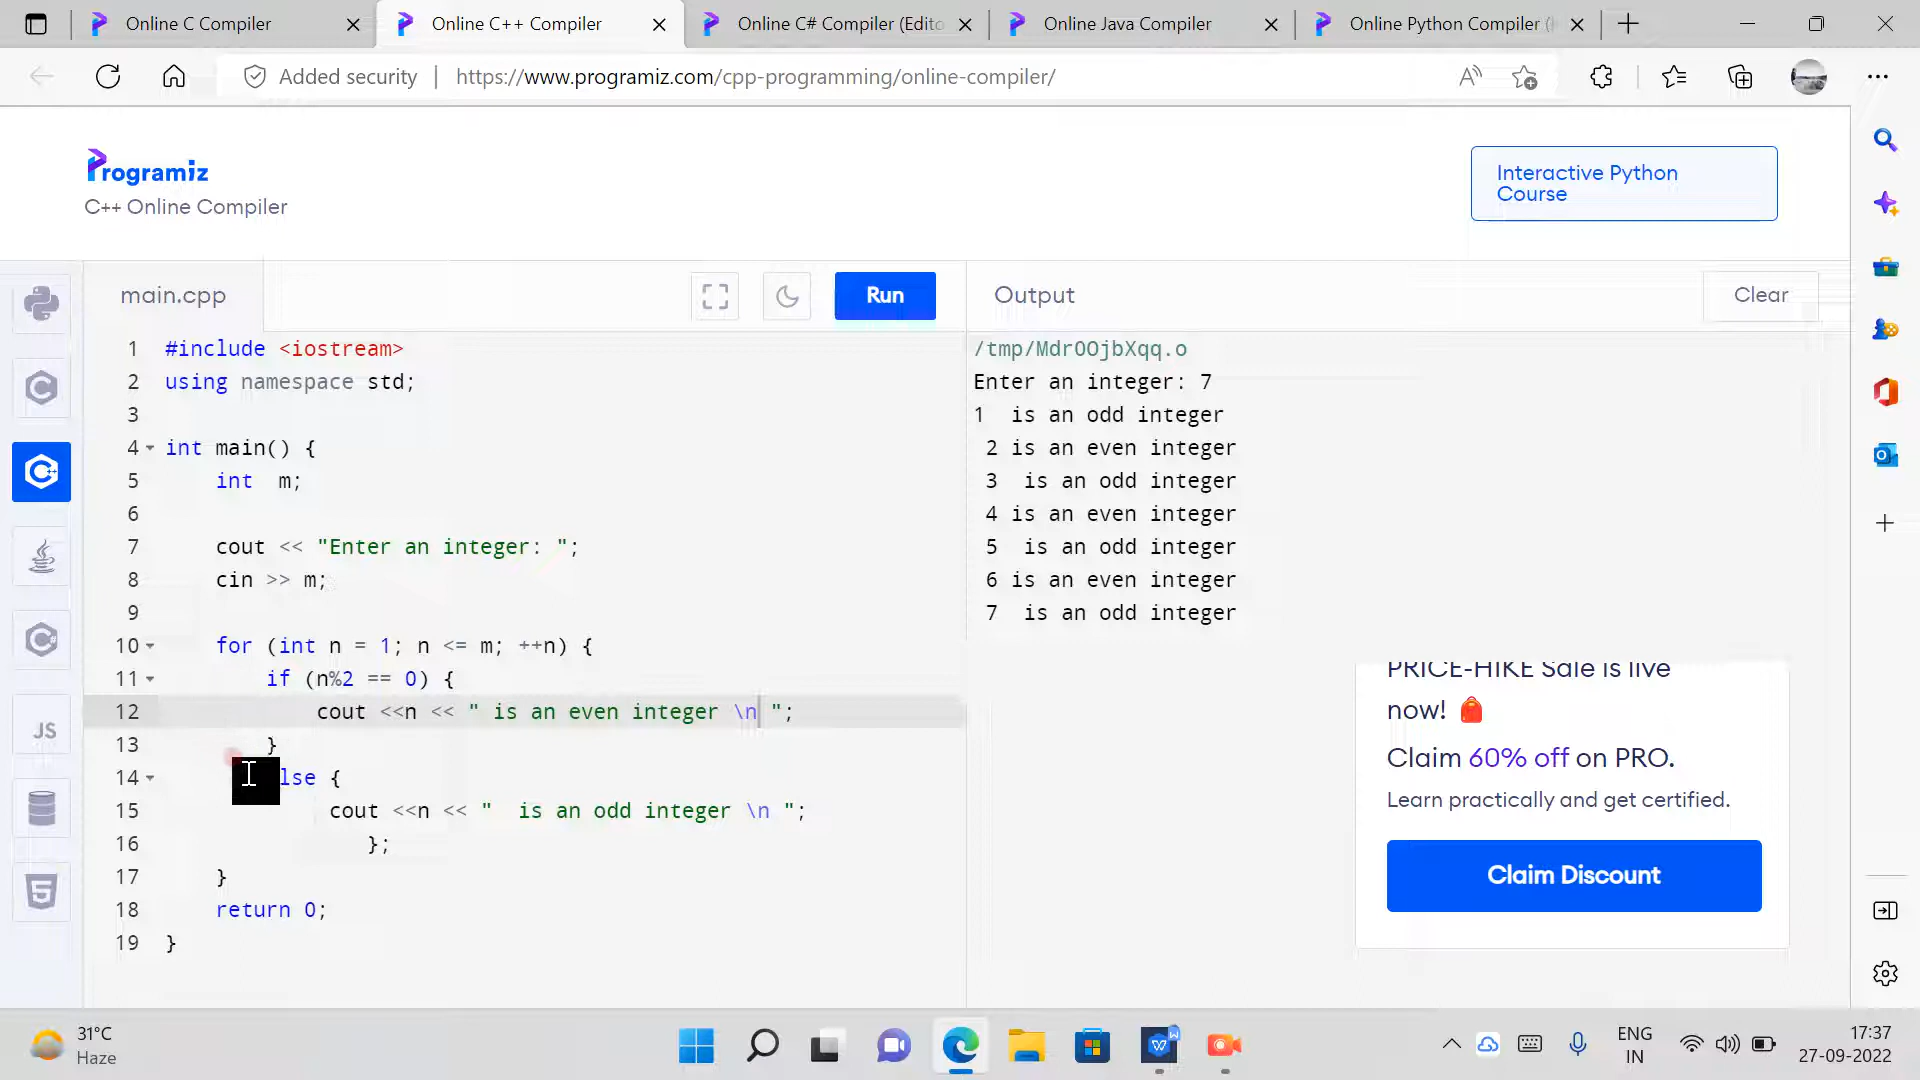 Online C Compiler
Online C++ Compiler
Online C# Compiler (Edito
Online Java Compiler
Online Python Compiler (
Added security
https://www.programiz.com/cpp-programming/online-compiler/
Programiz
C++ Online Compiler
Interactive Python
Course
main.cpp
Run
Output
Clear
1 #include <iostream>
2 using namespace std;
3
4 int main() {
5 int  m;
6
7 cout << "Enter an integer: ";
8 cin >> m;
9
10 for (int n = 1; n <= m; ++n) {
11 if (n%2 == 0) {
12 cout <<n << " is an even integer \n ";
13 }
14 lse {
15 cout <<n << "  is an odd integer \n ";
16 };
17 }
18 return 0;
19 }
/tmp/MdrOOjbXqq.o
Enter an integer: 7
1  is an odd integer
2 is an even integer
3  is an odd integer
4 is an even integer
5  is an odd integer
6 is an even integer
7  is an odd integer
PRICE-HIKE Sale is live
now!
Claim 60% off on PRO.
Learn practically and get certified.
Claim Discount
JS
31°C
Haze
ENG
IN
17:37
27-09-2022